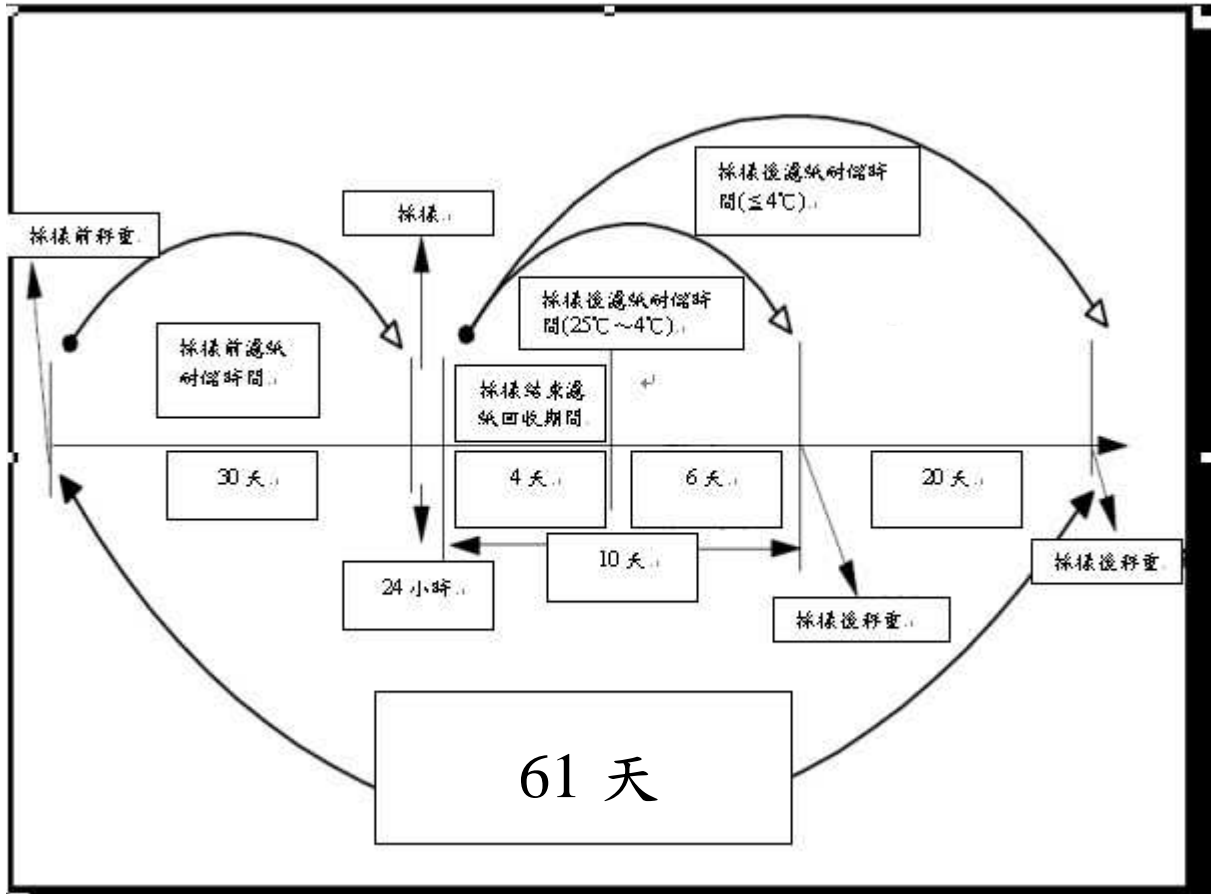 採樣後濾紙耐儲時
間(≦4℃)
採樣
採樣前秤重
採樣後濾紙耐儲時
間(25℃~4℃)
採樣前濾紙
耐儲時間
採樣結束濾
紙回收期間
30 天
4 天
6 天
20 天
10 天
採樣後秤重
24 小時
採樣後秤重
61 天